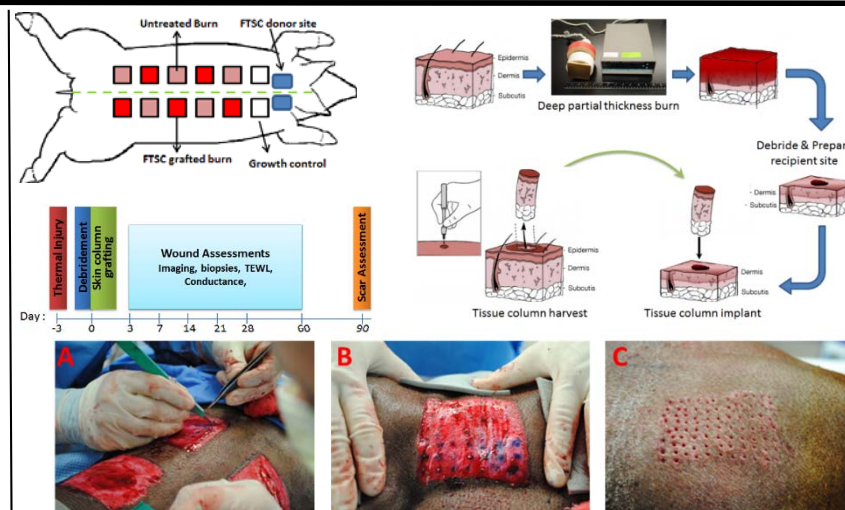 Untreated Burn
FTSC donor site
FTSC grafted burn
Growth control
Epidermis
Dermis
Subcutis
Deep partial thickness burn
Debride & Prepare
recipient site
Dermis
Subcutis
Epidermis
Dermis
Subcutis
Tissue column harvest
Dermis
Subcutis
Tissue column implant
Thermal Injury
Debridement
Skin column
grafting
Wound Assessments
Imaging, biopsies, TEWL,
Conductance,
Scar Assessment
Day :
-3 0 3 7 14 21 28 60 90
A
B
C